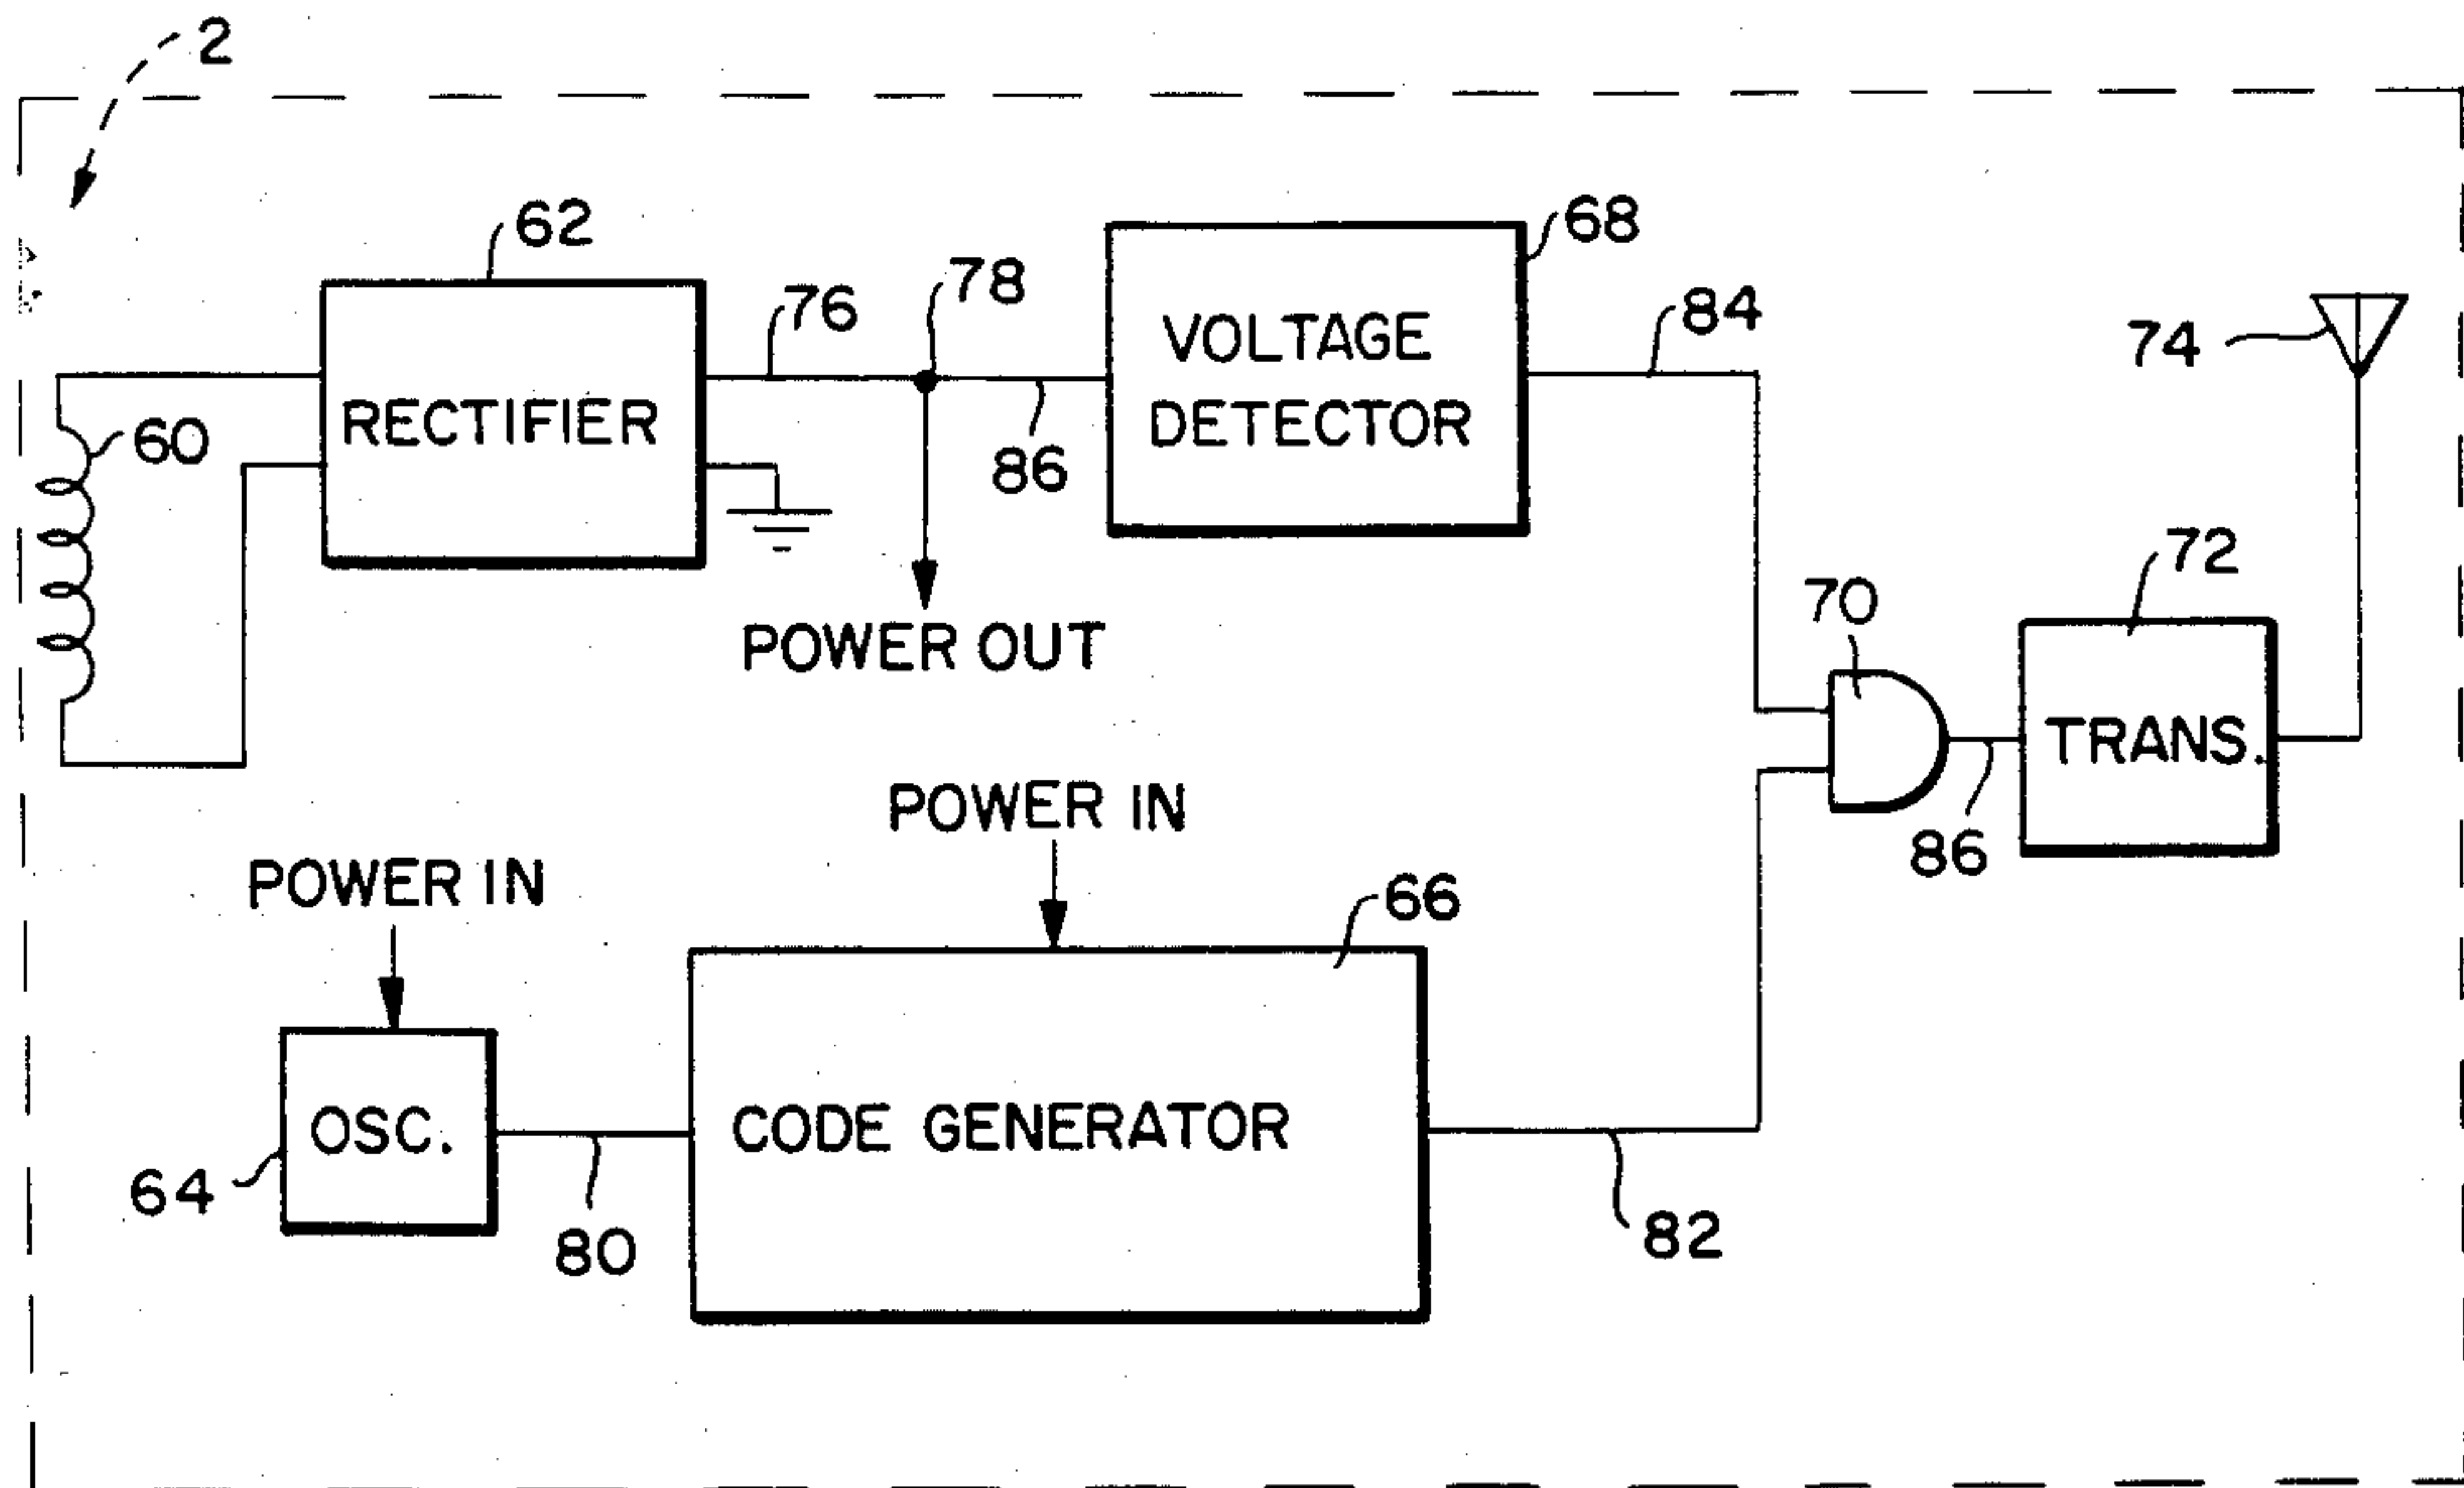 2
62
68
78
76
84
VOLTAGE
DETECTOR
74
RECTIFIER
60
86
72
70
POWER OUT
TRANS.
POWER IN
86
POWER IN
66
OSC.
CODE GENERATOR
64
80
82